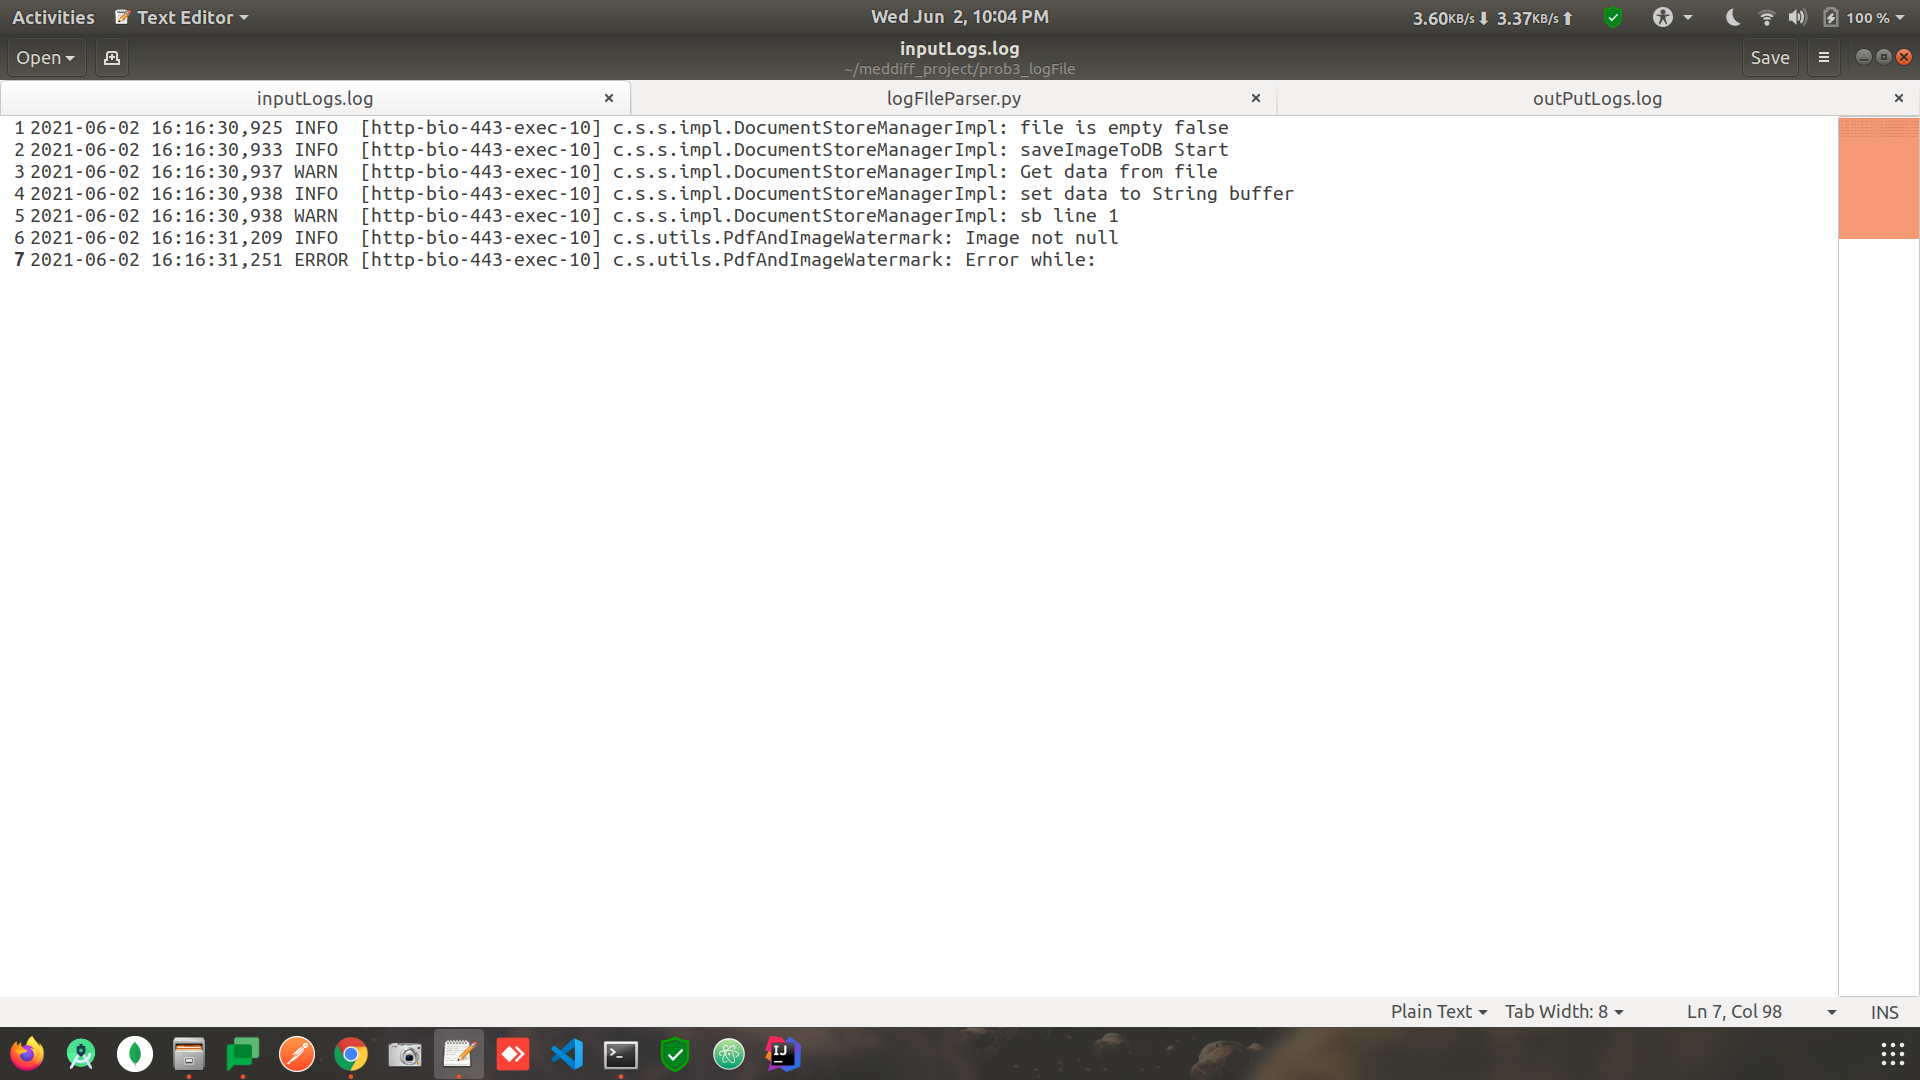 Activities Text Editor Wed Jun 2, 10:04 PM 3.60KB/s 3.37KB/s 100 %
Open inputLogs.log Save
~/meddiff_project/prob3_logFile
inputLogs.log logFIleParser.py outPutLogs.log
1 2021-06-02 16:16:30,925 INFO  [http-bio-443-exec-10] c.s.s.impl.DocumentStoreManagerImpl: file is empty false
2 2021-06-02 16:16:30,933 INFO  [http-bio-443-exec-10] c.s.s.impl.DocumentStoreManagerImpl: saveImageToDB Start
3 2021-06-02 16:16:30,937 WARN  [http-bio-443-exec-10] c.s.s.impl.DocumentStoreManagerImpl: Get data from file
4 2021-06-02 16:16:30,938 INFO  [http-bio-443-exec-10] c.s.s.impl.DocumentStoreManagerImpl: set data to String buffer
5 2021-06-02 16:16:30,938 WARN  [http-bio-443-exec-10] c.s.s.impl.DocumentStoreManagerImpl: sb line 1
6 2021-06-02 16:16:31,209 INFO  [http-bio-443-exec-10] c.s.utils.PdfAndImageWatermark: Image not null
7 2021-06-02 16:16:31,251 ERROR [http-bio-443-exec-10] c.s.utils.PdfAndImageWatermark: Error while:
Plain Text Tab Width: 8 Ln 7, Col 98 INS
IJ